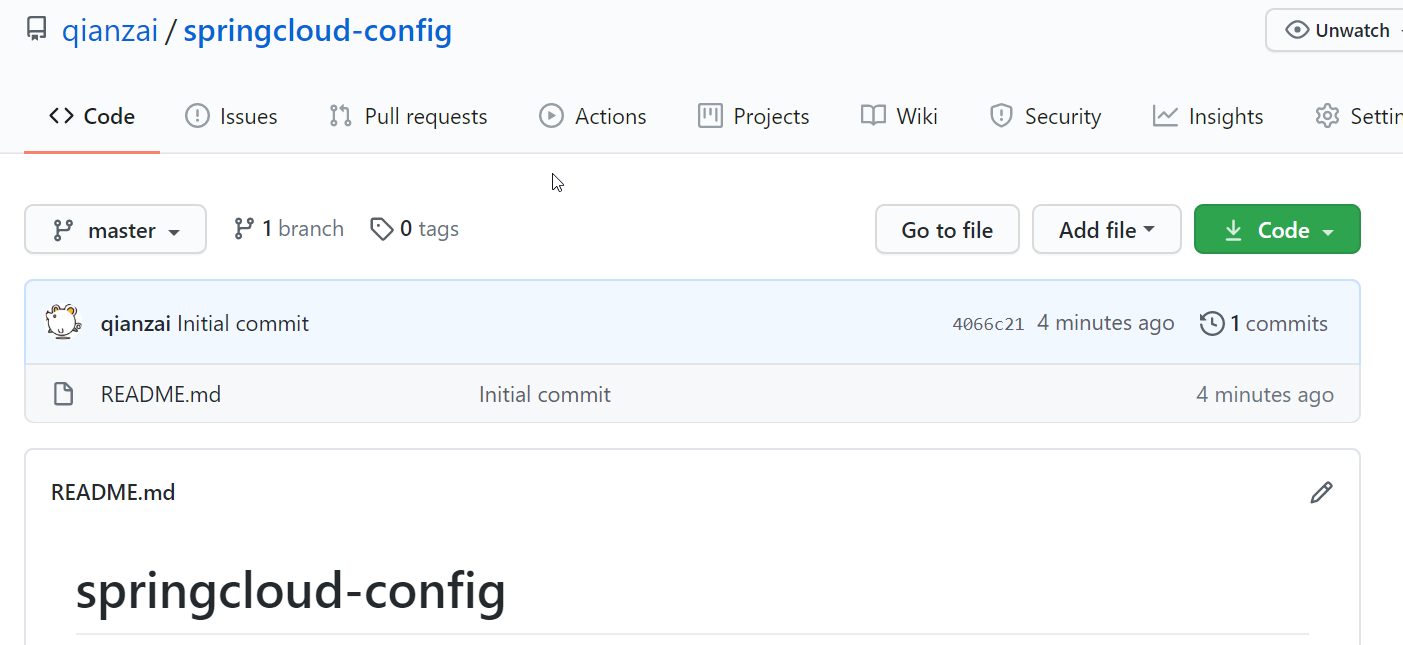 qianzai / springcloud-config
Unwatch
Code Issues Pull requests Actions Projects Wiki Security Insights Settin
master 1 branch 0 tags Go to file Add file Code
qianzai Initial commit 4066c21 4 minutes ago 1 commits
README.md Initial commit 4 minutes ago
README.md
springcloud-config